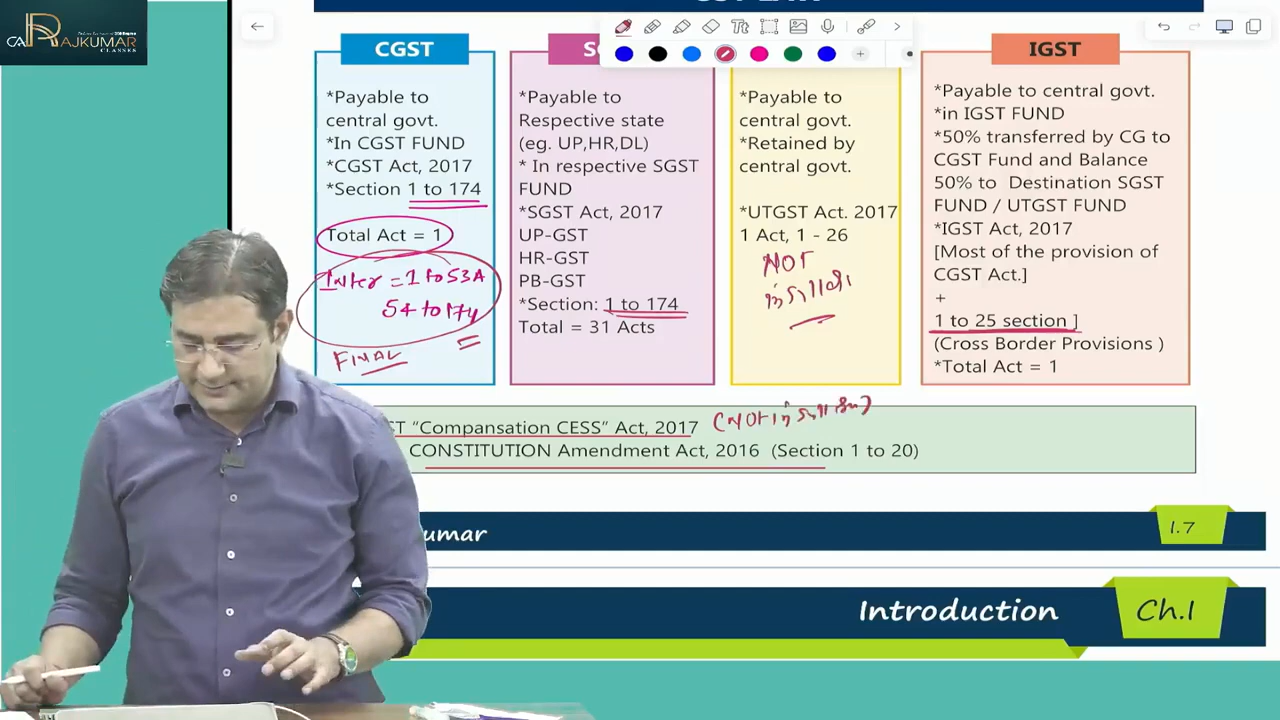 CA RAJKUMAR
CLASSES
CGST
*Payable to
central govt.
*In CGST FUND
*CGST Act, 2017
*Section 1 to 174
Total Act = 1
Inter = 1 to 53A
54 to 174
FINAL
*Payable to
Respective state
(eg. UP,HR,DL)
* In respective SGST
FUND
*SGST Act, 2017
UP-GST
HR-GST
PB-GST
*Section: 1 to 174
Total = 31 Acts
*Payable to
central govt.
*Retained by
central govt.
*UTGST Act. 2017
1 Act, 1 - 26
NOT
in syllabus
IGST
*Payable to central govt.
*in IGST FUND
*50% transferred by CG to
CGST Fund and Balance
50% to Destination SGST
FUND / UTGST FUND
*IGST Act, 2017
[Most of the provision of
CGST Act.]
+
1 to 25 section ]
(Cross Border Provisions )
*Total Act = 1
"Compansation CESS" Act, 2017 (NOT in syllabus)
CONSTITUTION Amendment Act, 2016 (Section 1 to 20)
umar
1.7
Introduction
Ch.1